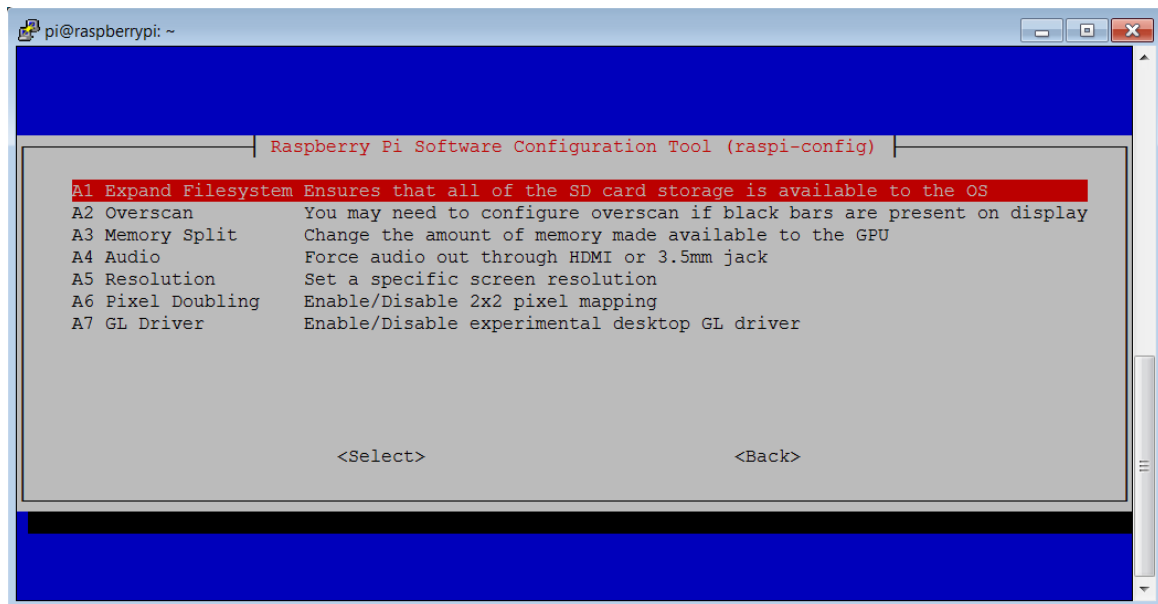 pi@raspberrypi: ~
Raspberry Pi Software Configuration Tool (raspi-config)
A1 Expand Filesystem Ensures that all of the SD card storage is available to the OS
A2 Overscan You may need to configure overscan if black bars are present on display
A3 Memory Split Change the amount of memory made available to the GPU
A4 Audio Force audio out through HDMI or 3.5mm jack
A5 Resolution Set a specific screen resolution
A6 Pixel Doubling Enable/Disable 2x2 pixel mapping
A7 GL Driver Enable/Disable experimental desktop GL driver
<Select> <Back>